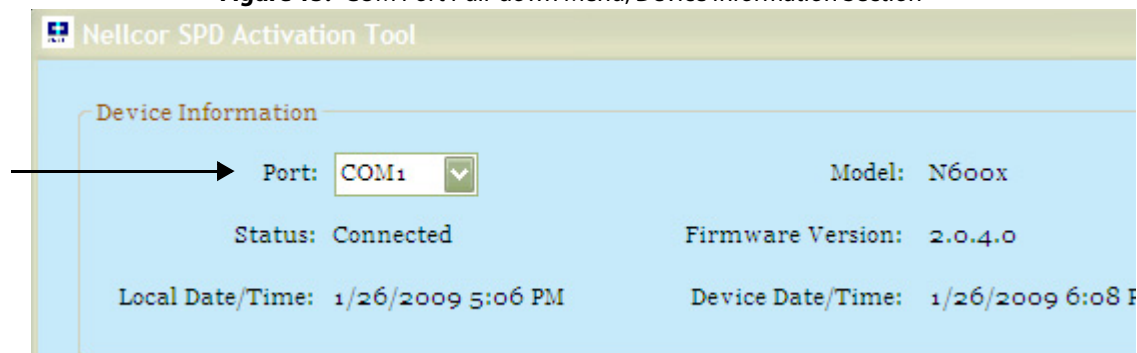 Nellcor SPD Activation Tool
Device Information
Port: COM1 Model: N600x
Status: Connected Firmware Version: 2.0.4.0
Local Date/Time: 1/26/2009 5:06 PM Device Date/Time: 1/26/2009 6:08